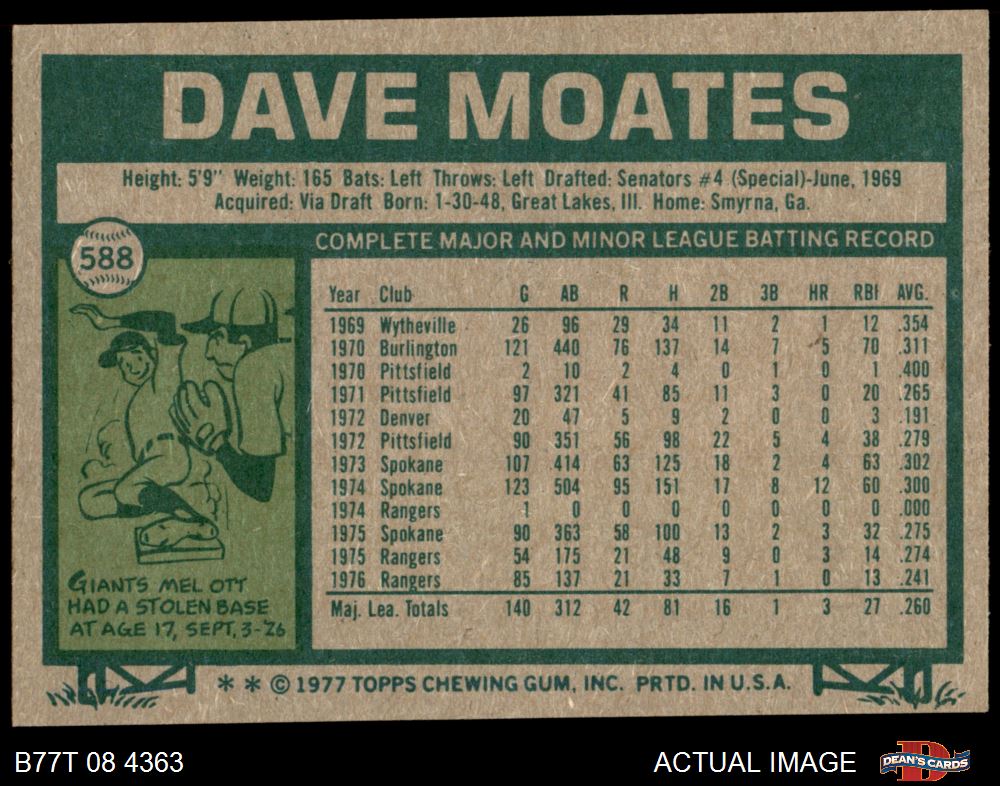 DAVE MOATES
Height: 5'9" Weight: 165 Bats: Left Throws: Left Drafted: Senators #4 (Special)-June, 1969
Acquired: Via Draft Born: 1-30-48, Great Lakes, Ill. Home: Smyrna, Ga.
588
COMPLETE MAJOR AND MINOR LEAGUE BATTING RECORD
Year Club G AB R H 2B 3B HR RBI AVG.
1969 Wytheville 26 96 29 34 11 2 1 12 .354
1970 Burlington 121 440 76 137 14 7 5 70 .311
1970 Pittsfield 2 10 2 4 0 1 0 1 .400
1971 Pittsfield 97 321 41 85 11 3 0 20 .265
1972 Denver 20 47 5 9 2 0 0 3 .191
1972 Pittsfield 90 351 56 98 22 5 4 38 .279
1973 Spokane 107 414 63 125 18 2 4 63 .302
1974 Spokane 123 504 95 151 17 8 12 60 .300
1974 Rangers 1 0 0 0 0 0 0 0 .000
1975 Spokane 90 363 58 100 13 2 3 32 .275
1975 Rangers 54 175 21 48 9 0 3 14 .274
1976 Rangers 85 137 21 33 7 1 0 13 .241
Maj. Lea. Totals 140 312 42 81 16 1 3 27 .260
GIANTS MEL OTT
HAD A STOLEN BASE
AT AGE 17, SEPT, 3-26
* * © 1977 TOPPS CHEWING GUM, INC. PRTD. IN U.S.A.
B77T 08 4363
ACTUAL IMAGE
D
DEAN'S CARDS